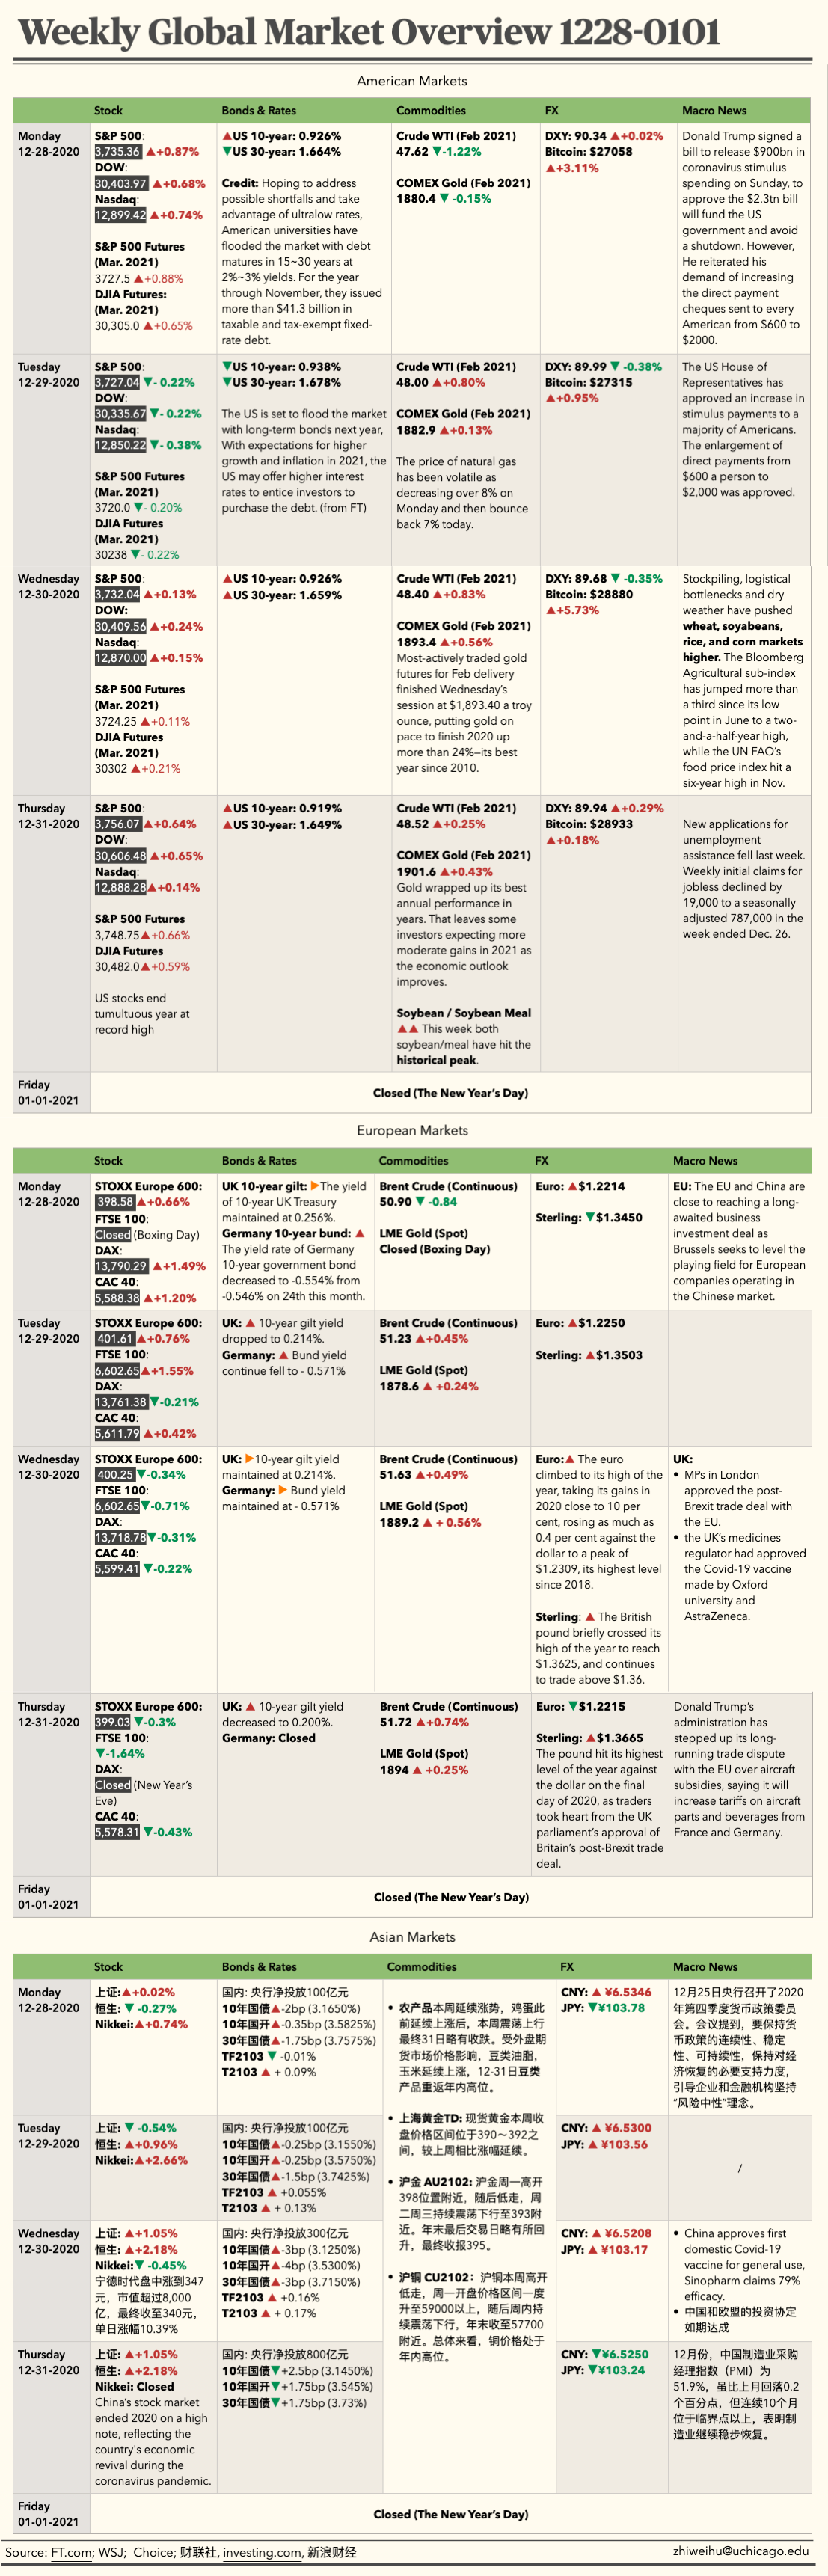 Weekly Global Market Overview 1228-0101
American Markets
Stock
Bonds & Rates
Commodities
FX
Macro News
Monday
12-28-2020
S&P 500:
3,735.36 ▲+0.87%
DOW:
30,403.97 ▲+0.68%
Nasdaq:
12,899.42 ▲+0.74%
S&P 500 Futures
(Mar. 2021)
3727.5 ▲+0.88%
DJIA Futures:
(Mar. 2021)
30,305.0 ▲+0.65%
▲US 10-year: 0.926%
▼US 30-year: 1.664%
Credit: Hoping to address
possible shortfalls and take
advantage of ultralow rates,
American universities have
flooded the market with debt
matures in 15~30 years at
2%~3% yields. For the year
through November, they issued
more than $41.3 billion in
taxable and tax-exempt fixed-
rate debt.
Crude WTI (Feb 2021)
47.62 ▼-1.22%
COMEX Gold (Feb 2021)
1880.4 ▼ -0.15%
DXY: 90.34 ▲+0.02%
Bitcoin: $27058
▲+3.11%
Donald Trump signed a
bill to release $900bn in
coronavirus stimulus
spending on Sunday, to
approve the $2.3tn bill
will fund the US
government and avoid
a shutdown. However,
He reiterated his
demand of increasing
the direct payment
cheques sent to every
American from $600 to
$2000.
Tuesday
12-29-2020
S&P 500:
3,727.04 ▼- 0.22%
DOW:
30,335.67 ▼- 0.22%
Nasdaq:
12,850.22 ▼- 0.38%
S&P 500 Futures
(Mar. 2021)
3720.0 ▼- 0.20%
DJIA Futures
(Mar. 2021)
30238 ▼- 0.22%
▼US 10-year: 0.938%
▼US 30-year: 1.678%
The US is set to flood the market
with long-term bonds next year,
With expectations for higher
growth and inflation in 2021, the
US may offer higher interest
rates to entice investors to
purchase the debt. (from FT)
Crude WTI (Feb 2021)
48.00 ▲+0.80%
COMEX Gold (Feb 2021)
1882.9 ▲+0.13%
The price of natural gas
has been volatile as
decreasing over 8% on
Monday and then bounce
back 7% today.
DXY: 89.99 ▼ -0.38%
Bitcoin: $27315
▲+0.95%
The US House of
Representatives has
approved an increase in
stimulus payments to a
majority of Americans.
The enlargement of
direct payments from
$600 a person to
$2,000 was approved.
Wednesday
12-30-2020
S&P 500:
3,732.04 ▲+0.13%
DOW:
30,409.56 ▲+0.24%
Nasdaq:
12,870.00 ▲+0.15%
S&P 500 Futures
(Mar. 2021)
3724.25 ▲+0.11%
DJIA Futures
(Mar. 2021)
30302 ▲+0.21%
▲US 10-year: 0.926%
▲US 30-year: 1.659%
Crude WTI (Feb 2021)
48.40 ▲+0.83%
COMEX Gold (Feb 2021)
1893.4 ▲+0.56%
Most-actively traded gold
futures for Feb delivery
finished Wednesday's
session at $1,893.40 a troy
ounce, putting gold on
pace to finish 2020 up
more than 24%—its best
year since 2010.
DXY: 89.68 ▼ -0.35%
Bitcoin: $28880
▲+5.73%
Stockpiling, logistical
bottlenecks and dry
weather have pushed
wheat, soyabeans,
rice, and corn markets
higher. The Bloomberg
Agricultural sub-index
has jumped more than
a third since its low
point in June to a two-
and-a-half-year high,
while the UN FAO's
food price index hit a
six-year high in Nov.
Thursday
12-31-2020
S&P 500:
3,756.07 ▲+0.64%
DOW:
30,606.48 ▲+0.65%
Nasdaq:
12,888.28▲+0.14%
S&P 500 Futures
3,748.75▲+0.66%
DJIA Futures
30,482.0▲+0.59%
US stocks end
tumultuous year at
record high
▲US 10-year: 0.919%
▲US 30-year: 1.649%
Crude WTI (Feb 2021)
48.52 ▲+0.25%
COMEX Gold (Feb 2021)
1901.6 ▲+0.43%
Gold wrapped up its best
annual performance in
years. That leaves some
investors expecting more
moderate gains in 2021 as
the economic outlook
improves.
Soybean / Soybean Meal
▲▲ This week both
soybean/meal have hit the
historical peak.
DXY: 89.94 ▲+0.29%
Bitcoin: $28933
▲+0.18%
New applications for
unemployment
assistance fell last week.
Weekly initial claims for
jobless declined by
19,000 to a seasonally
adjusted 787,000 in the
week ended Dec. 26.
Friday
01-01-2021
Closed (The New Year's Day)
European Markets
Stock
Bonds & Rates
Commodities
FX
Macro News
Monday
12-28-2020
STOXX Europe 600:
398.58 ▲+0.66%
FTSE 100:
Closed (Boxing Day)
DAX:
13,790.29 ▲+1.49%
CAC 40:
5,588.38 ▲+1.20%
UK 10-year gilt: ▶The yield
of 10-year UK Treasury
maintained at 0.256%.
Germany 10-year bund: ▲
The yield rate of Germany
10-year government bond
decreased to -0.554% from
-0.546% on 24th this month.
Brent Crude (Continuous)
50.90 ▼ -0.84
LME Gold (Spot)
Closed (Boxing Day)
Euro: ▲$1.2214
Sterling: ▼$1.3450
EU: The EU and China are
close to reaching a long-
awaited business
investment deal as
Brussels seeks to level the
playing field for European
companies operating in
the Chinese market.
Tuesday
12-29-2020
STOXX Europe 600:
401.61 ▲+0.76%
FTSE 100:
6,602.65▲+1.55%
DAX:
13,761.38▼-0.21%
CAC 40:
5,611.79 ▲+0.42%
UK: ▲ 10-year gilt yield
dropped to 0.214%.
Germany: ▲ Bund yield
continue fell to - 0.571%
Brent Crude (Continuous)
51.23 ▲+0.45%
LME Gold (Spot)
1878.6 ▲ +0.24%
Euro: ▲$1.2250
Sterling: ▲$1.3503
Wednesday
12-30-2020
STOXX Europe 600:
400.25▼-0.34%
FTSE 100:
6,602.65▼-0.71%
DAX:
13,718.78▼-0.31%
CAC 40:
5,599.41 ▼-0.22%
UK: ▶10-year gilt yield
maintained at 0.214%.
Germany: ▶ Bund yield
maintained at - 0.571%
Brent Crude (Continuous)
51.63 ▲+0.49%
LME Gold (Spot)
1889.2 ▲ + 0.56%
Euro:▲ The euro
climbed to its high of the
year, taking its gains in
2020 close to 10 per
cent, rosing as much as
0.4 per cent against the
dollar to a peak of
$1.2309, its highest level
since 2018.
Sterling: ▲ The British
pound briefly crossed its
high of the year to reach
$1.3625, and continues
to trade above $1.36.
UK:
• MPs in London
approved the post-
Brexit trade deal with
the EU.
• the UK's medicines
regulator had approved
the Covid-19 vaccine
made by Oxford
university and
AstraZeneca.
Thursday
12-31-2020
STOXX Europe 600:
399.03 ▼-0.3%
FTSE 100:
▼-1.64%
DAX:
Closed (New Year's
Eve)
CAC 40:
5,578.31 ▼-0.43%
UK: ▲ 10-year gilt yield
decreased to 0.200%.
Germany: Closed
Brent Crude (Continuous)
51.72 ▲+0.74%
LME Gold (Spot)
1894 ▲ +0.25%
Euro: ▼$1.2215
Sterling: ▲$1.3665
The pound hit its highest
level of the year against
the dollar on the final
day of 2020, as traders
took heart from the UK
parliament's approval of
Britain's post-Brexit trade
deal.
Donald Trump's
administration has
stepped up its long-
running trade dispute
with the EU over aircraft
subsidies, saying it will
increase tariffs on aircraft
parts and beverages from
France and Germany.
Friday
01-01-2021
Closed (The New Year's Day)
Asian Markets
Stock
Bonds & Rates
Commodities
FX
Macro News
Monday
12-28-2020
上证:▲+0.02%
恒生: ▼ -0.27%
Nikkei:▲+0.74%
国内: 央行净投放100亿元
10年国债▲-2bp (3.1650%)
10年国开▲-0.35bp (3.5825%)
30年国债▲-1.75bp (3.7575%)
TF2103 ▼ -0.01%
T2103 ▲ + 0.09%
• 农产品本周延续涨势，鸡蛋此
前延续上涨后，本周震荡上行
最终31日略有收跌。受外盘期
货市场价格影响，豆类油脂，
玉米延续上涨，12-31日豆类
产品重返年内高位。
• 上海黄金TD: 现货黄金本周收
盘价格区间位于390～392之
间，较上周相比涨幅延续。
• 沪金 AU2102: 沪金周一高开
398位置附近，随后低走，周
二周三持续震荡下行至393附
近。年末最后交易日略有所回
升，最终收报395。
• 沪铜 CU2102：沪铜本周高开
低走，周一开盘价格区间一度
升至59000以上，随后周内持
续震荡下行，年末收至57700
附近。总体来看，铜价格处于
年内高位。
CNY: ▲ ¥6.5346
JPY: ▼¥103.78
12月25日央行召开了2020
年第四季度货币政策委员
会。会议提到，要保持货
币政策的连续性、稳定
性、可持续性，保持对经
济恢复的必要支持力度，
引导企业和金融机构坚持
“风险中性”理念。
Tuesday
12-29-2020
上证: ▼ -0.54%
恒生: ▲+0.96%
Nikkei:▲+2.66%
国内: 央行净投放100亿元
10年国债▲-0.25bp (3.1550%)
10年国开▲-0.25bp (3.5750%)
30年国债▲-1.5bp (3.7425%)
TF2103 ▲ +0.055%
T2103 ▲ + 0.13%
CNY: ▲ ¥6.5300
JPY: ▲ ¥103.56
/
Wednesday
12-30-2020
上证: ▲+1.05%
恒生: ▲+2.18%
Nikkei:▼ -0.45%
宁德时代盘中涨到347
元，市值超过8,000
亿，最终收至340元，
单日涨幅10.39%
国内: 央行净投放300亿元
10年国债▲-3bp (3.1250%)
10年国开▲-4bp (3.5300%)
30年国债▲-3bp (3.7150%)
TF2103 ▲ +0.16%
T2103 ▲ + 0.17%
CNY: ▲ ¥6.5208
JPY: ▲ ¥103.17
• China approves first
domestic Covid-19
vaccine for general use,
Sinopharm claims 79%
efficacy.
• 中国和欧盟的投资协定
如期达成
Thursday
12-31-2020
上证: ▲+1.05%
恒生: ▲+2.18%
Nikkei: Closed
China's stock market
ended 2020 on a high
note, reflecting the
country's economic
revival during the
coronavirus pandemic.
国内: 央行净投放800亿元
10年国债▼+2.5bp (3.1450%)
10年国开▼+1.75bp (3.545%)
30年国债▼+1.75bp (3.73%)
CNY: ▼¥6.5250
JPY: ▼¥103.24
12月份，中国制造业采购
经理指数（PMI）为
51.9%，虽比上月回落0.2
个百分点，但连续10个月
位于临界点以上，表明制
造业继续稳步恢复。
Friday
01-01-2021
Closed (The New Year's Day)
Source: FT.com; WSJ; Choice; 财联社, investing.com, 新浪财经
zhiweihu@uchicago.edu